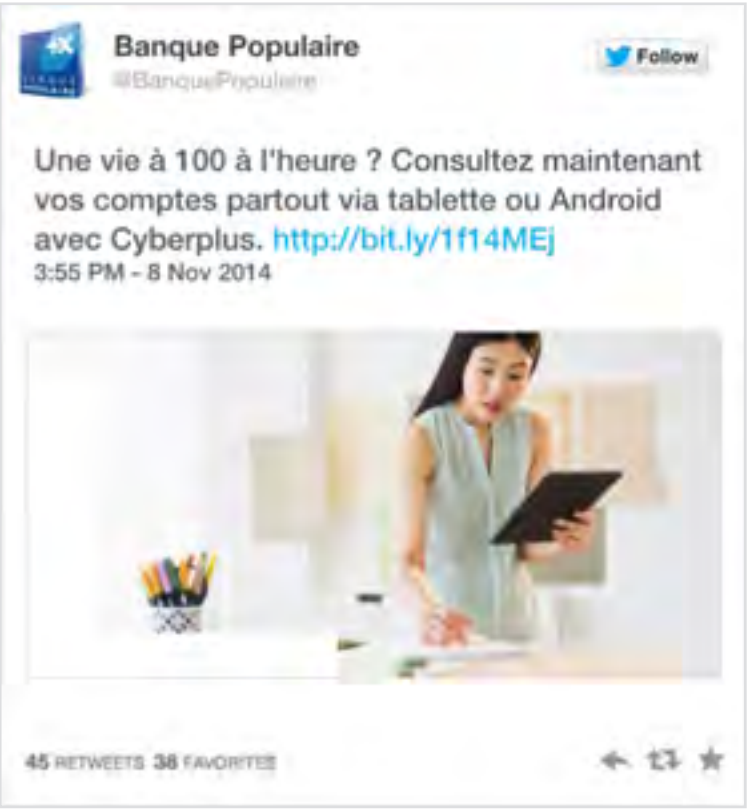 Banque Populaire
@BanquePopulaire
Follow
Une vie à 100 à l'heure ? Consultez maintenant
vos comptes partout via tablette ou Android
avec Cyberplus. http://bit.ly/1f14MEj
3:55 PM - 8 Nov 2014
45 RETWEETS 38 FAVORITES